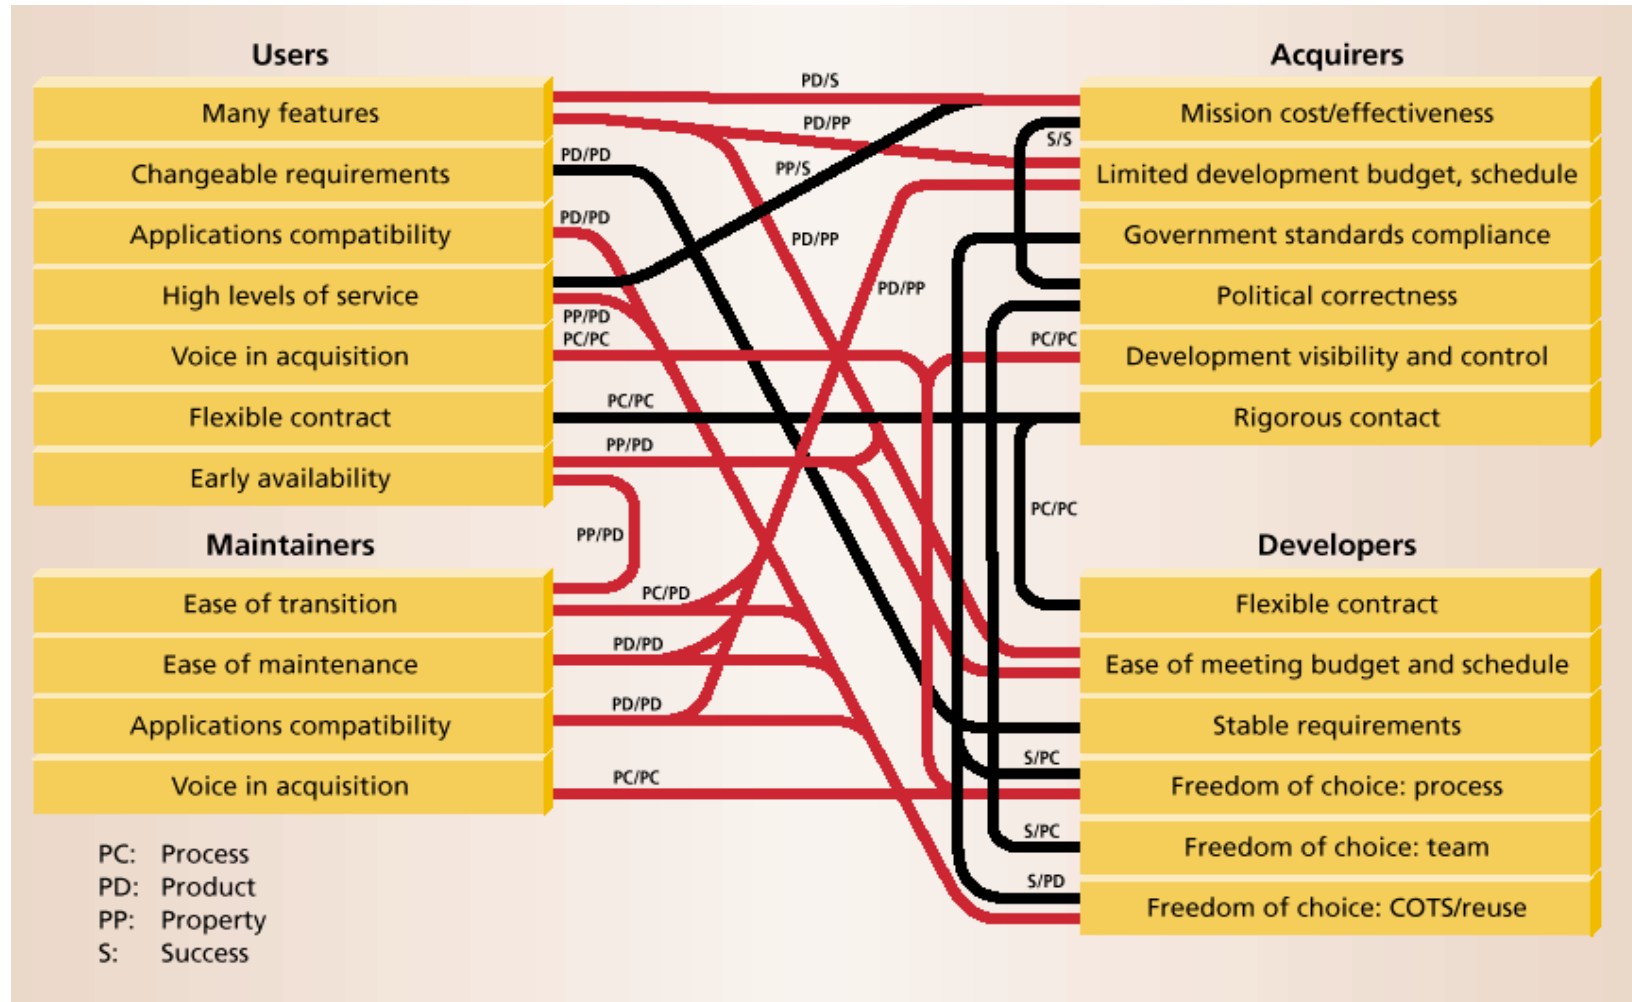 Users
Many features
Changeable requirements
Applications compatibility
High levels of service
Voice in acquisition
Flexible contract
Early availability
Maintainers
Ease of transition
Ease of maintenance
Applications compatibility
Voice in acquisition
PC: Process
PD: Product
PP: Property
S: Success
PD/S
PD/PP
PD/PD
PP/S
PD/PD
PD/PP
PD/PP
PP/PD
PC/PC
PC/PC
PP/PD
PP/PD
PC/PD
PD/PD
PD/PD
PC/PC
S/S
PC/PC
PC/PC
S/PC
S/PC
S/PD
Acquirers
Mission cost/effectiveness
Limited development budget, schedule
Government standards compliance
Political correctness
Development visibility and control
Rigorous contact
Developers
Flexible contract
Ease of meeting budget and schedule
Stable requirements
Freedom of choice: process
Freedom of choice: team
Freedom of choice: COTS/reuse